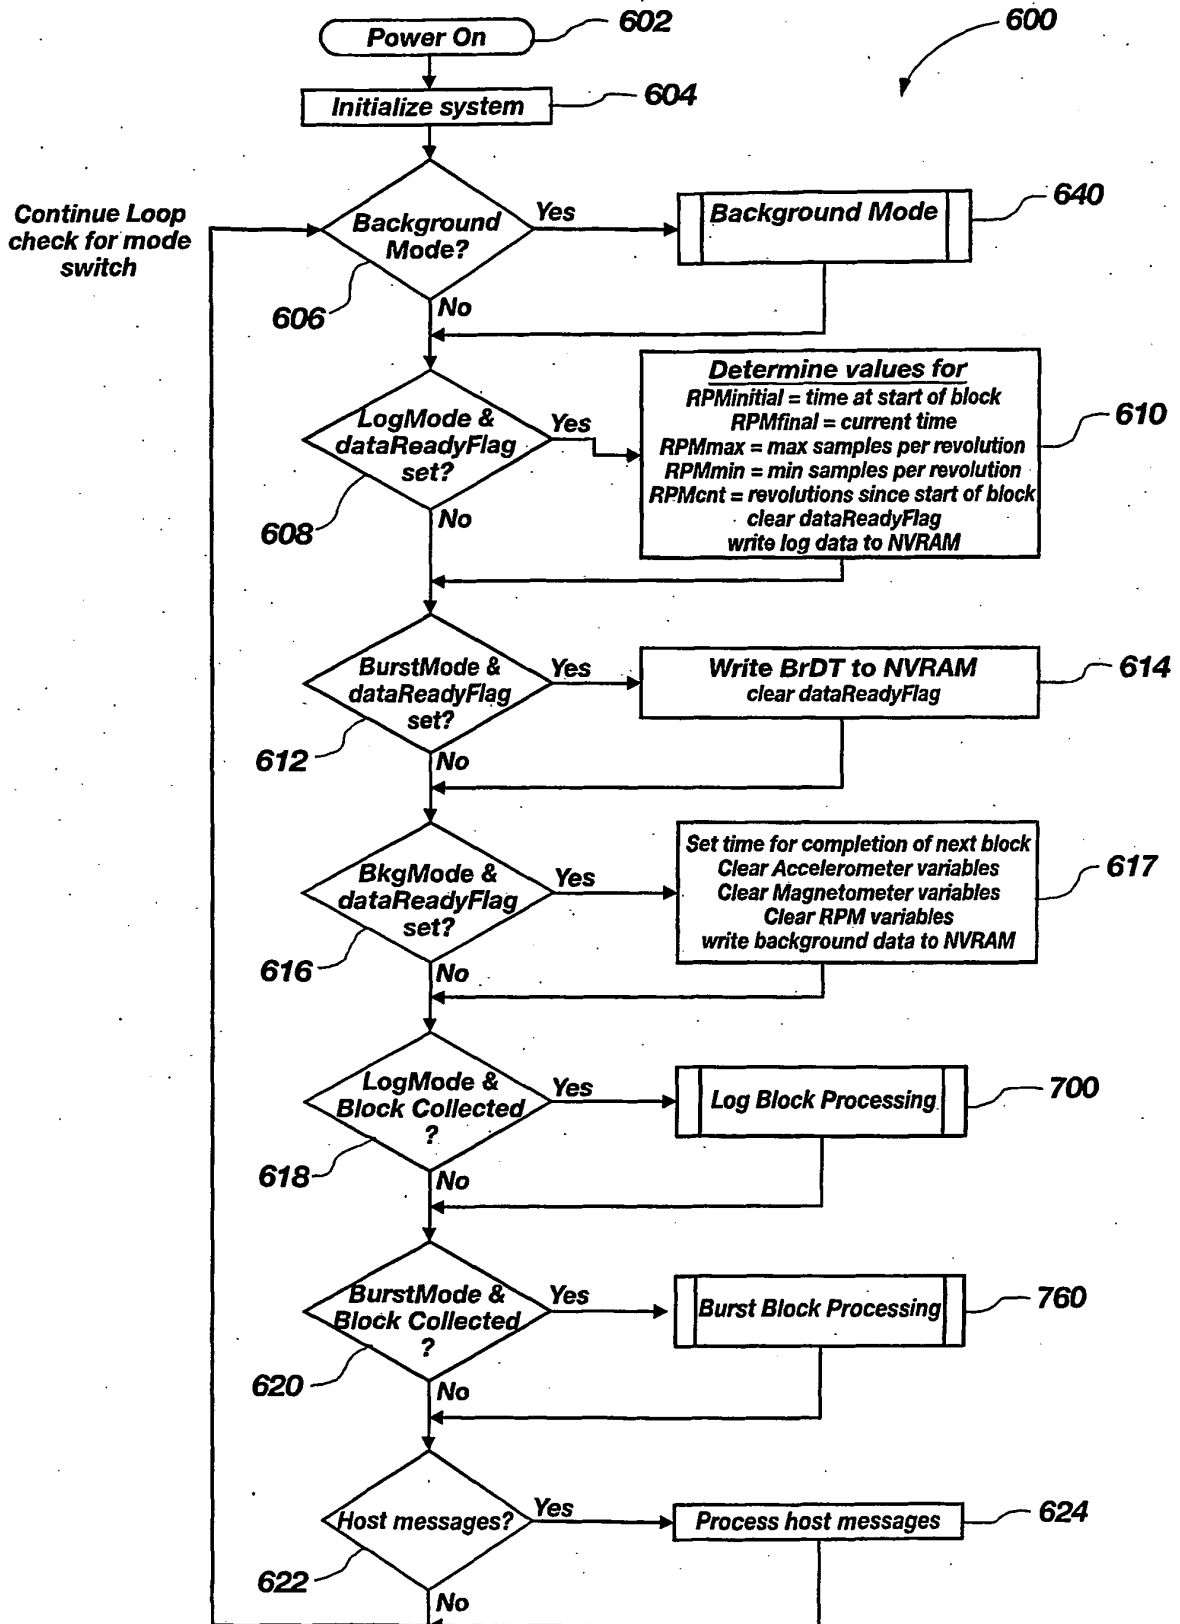 Power On
602
600
Initialize system
604
Continue Loop
check for mode
switch
Background
Mode?
Yes
Background Mode
640
606
No
Determine values for
RPMinitial = time at start of block
RPMfinal = current time
RPMmax = max samples per revolution
RPMmin = min samples per revolution
RPMcnt = revolutions since start of block
clear dataReadyFlag
write log data to NVRAM
610
LogMode &
dataReadyFlag
set?
Yes
608
No
BurstMode &
dataReadyFlag
set?
Yes
Write BrDT to NVRAM
clear dataReadyFlag
614
612
No
BkgMode &
dataReadyFlag
set?
Yes
Set time for completion of next block
Clear Accelerometer variables
Clear Magnetometer variables
Clear RPM variables
write background data to NVRAM
617
616
No
LogMode &
Block Collected
?
Yes
Log Block Processing
700
618
No
BurstMode &
Block Collected
?
Yes
Burst Block Processing
760
620
No
Host messages?
Yes
Process host messages
624
622
No